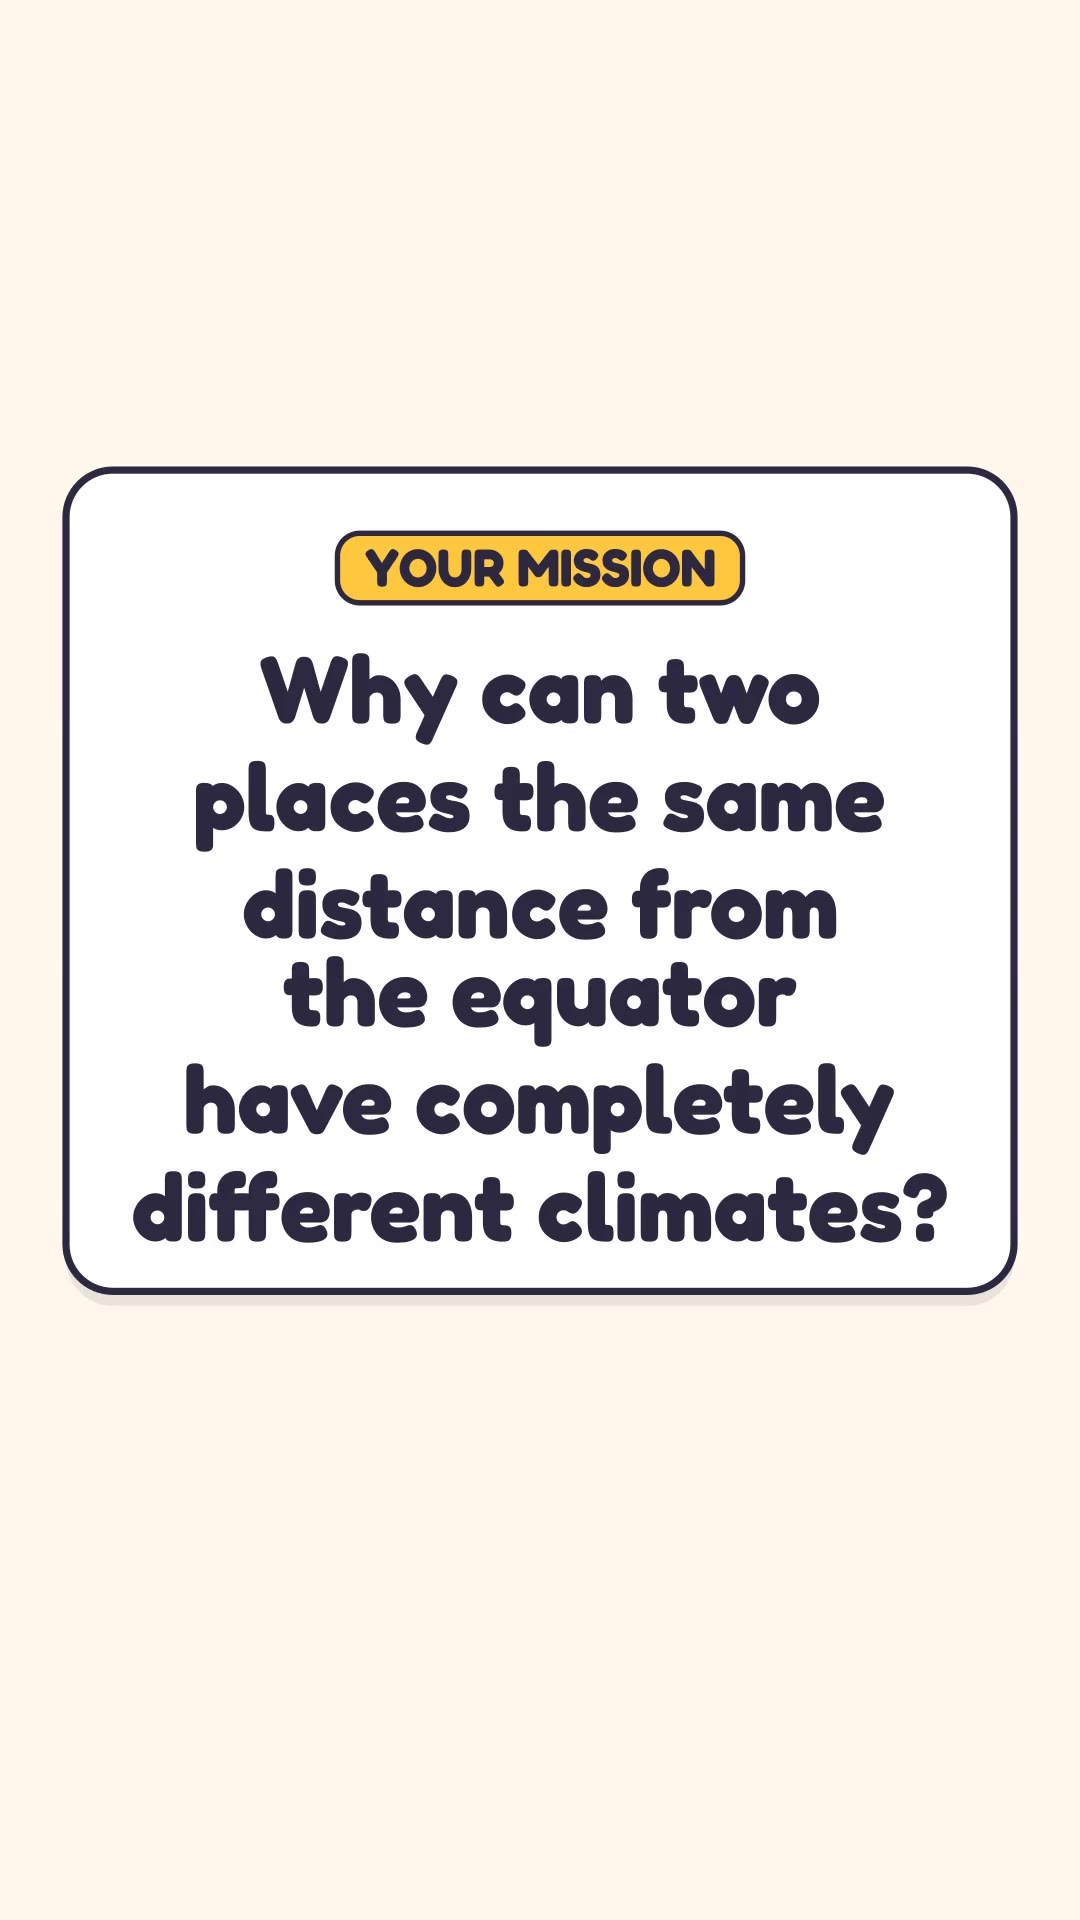 YOUR MISSION
Why can two
places the same
distance from
the equator
have completely
different climates?